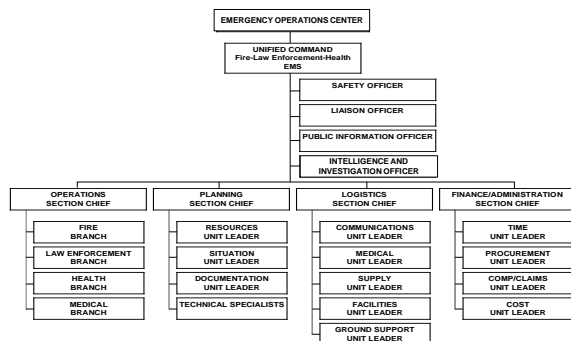 EMERGENCY OPERATIONS CENTER
UNIFIED COMMAND
Fire-Law Enforcement-Health
EMS
SAFETY OFFICER
LIAISON OFFICER
PUBLIC INFORMATION OFFICER
INTELLIGENCE AND
INVESTIGATION OFFICER
OPERATIONS
SECTION CHIEF
FIRE
BRANCH
LAW ENFORCEMENT
BRANCH
HEALTH
BRANCH
MEDICAL
BRANCH
PLANNING
SECTION CHIEF
RESOURCES
UNIT LEADER
SITUATION
UNIT LEADER
DOCUMENTATION
UNIT LEADER
TECHNICAL SPECIALISTS
LOGISTICS
SECTION CHIEF
COMMUNICATIONS
UNIT LEADER
MEDICAL
UNIT LEADER
SUPPLY
UNIT LEADER
FACILITIES
UNIT LEADER
GROUND SUPPORT
UNIT LEADER
FINANCE/ADMINISTRATION
SECTION CHIEF
TIME
UNIT LEADER
PROCUREMENT
UNIT LEADER
COMP/CLAIMS
UNIT LEADER
COST
UNIT LEADER